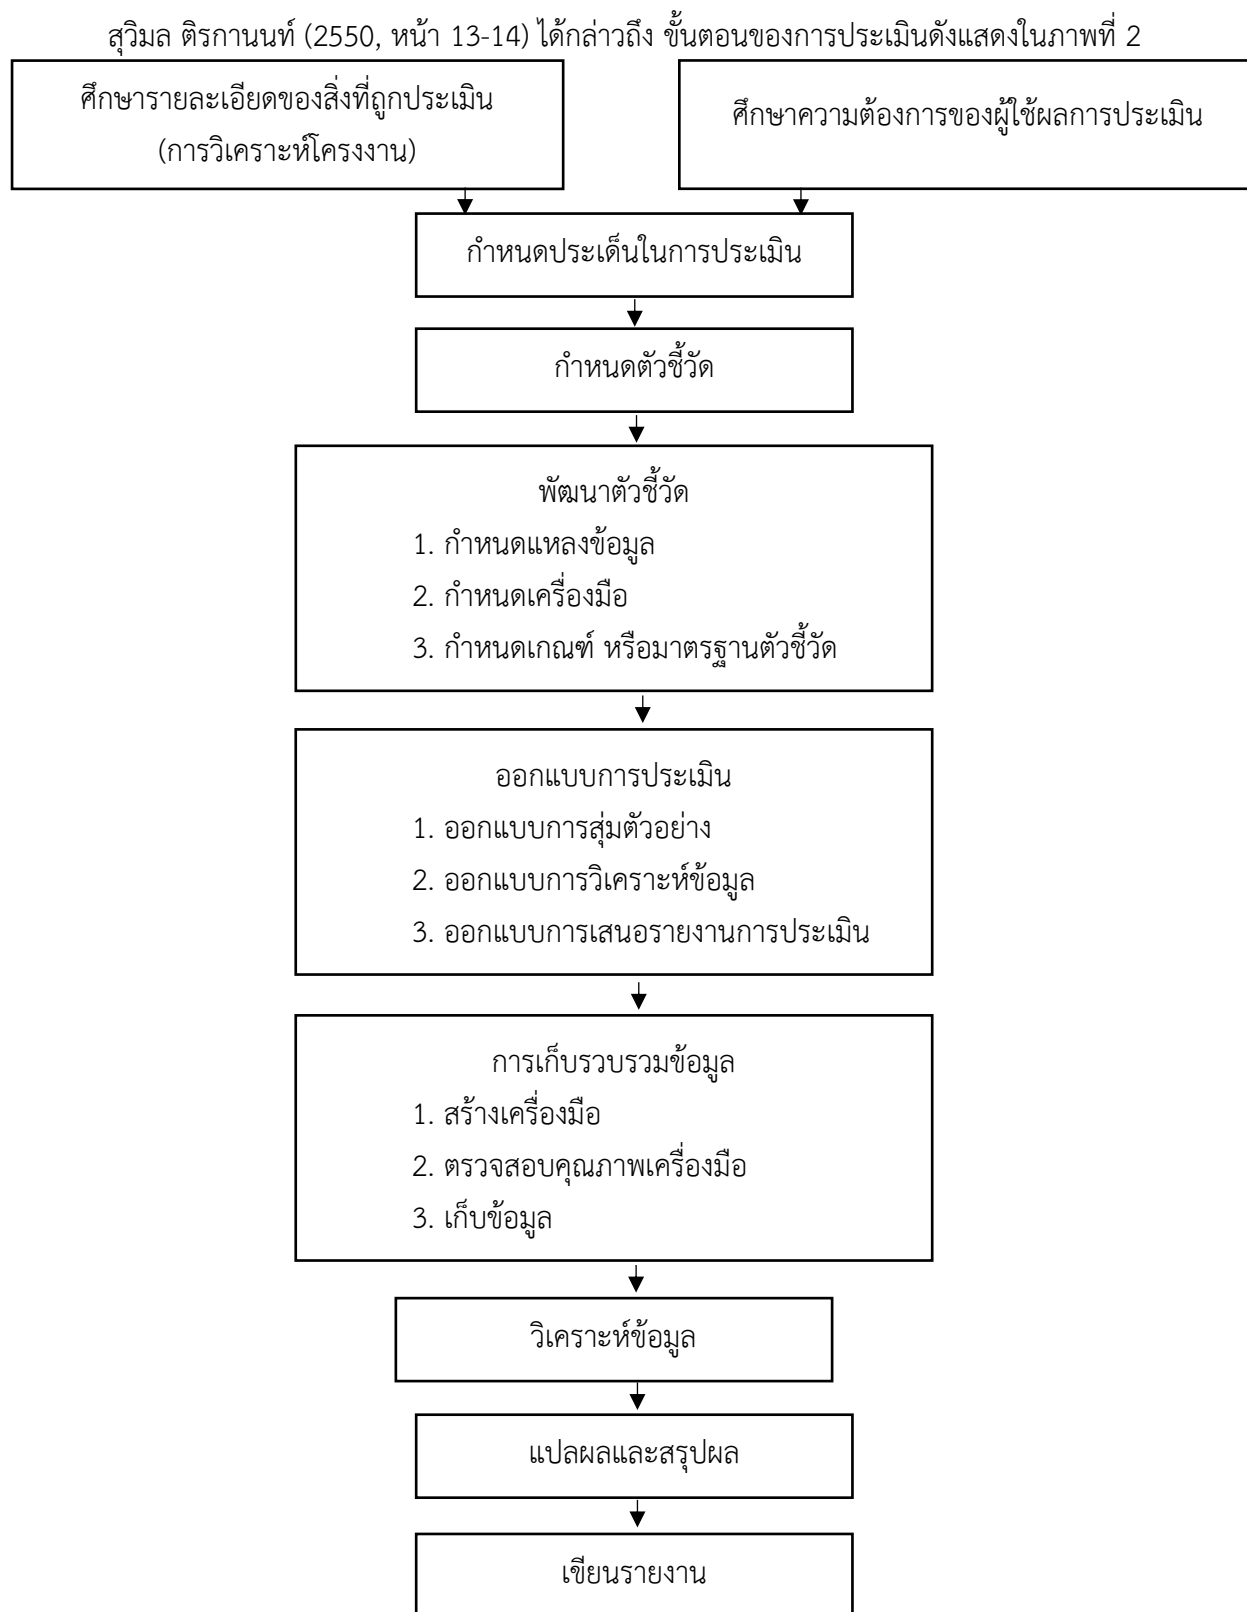 สุวิมล ติรกานนท์ (2550, หน้า 13-14) ได้กล่าวถึง ขั้นตอนของการประเมินดังแสดงในภาพที่ 2
ศึกษารายละเอียดของสิ่งที่ถูกประเมิน
(การวิเคราะห์โครงงาน)
ศึกษาความต้องการของผู้ใช้ผลการประเมิน
กำหนดประเด็นในการประเมิน
กำหนดตัวชี้วัด
พัฒนาตัวชี้วัด
1. กำหนดแหลงข้อมูล
2. กำหนดเครื่องมือ
3. กำหนดเกณฑ์ หรือมาตรฐานตัวชี้วัด
ออกแบบการประเมิน
1. ออกแบบการสุ่มตัวอย่าง
2. ออกแบบการวิเคราะห์ข้อมูล
3. ออกแบบการเสนอรายงานการประเมิน
การเก็บรวบรวมข้อมูล
1. สร้างเครื่องมือ
2. ตรวจสอบคุณภาพเครื่องมือ
3. เก็บข้อมูล
วิเคราะห์ข้อมูล
แปลผลและสรุปผล
เขียนรายงาน